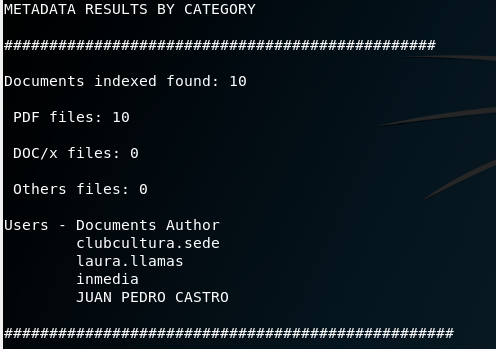 METADATA RESULTS BY CATEGORY
################################################
Documents indexed found: 10
PDF files: 10
DOC/x files: 0
Others files: 0
Users - Documents Author
clubcultura.sede
laura.llamas
inmedia
JUAN PEDRO CASTRO
##################################################